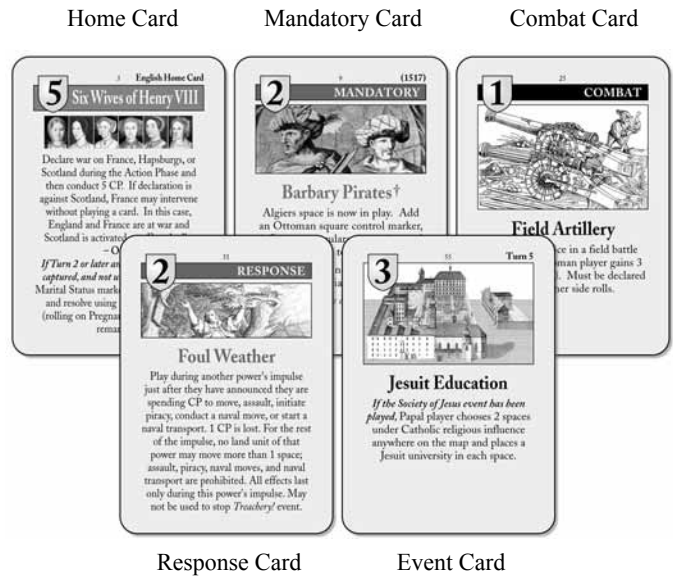 Home Card
Mandatory Card
Combat Card
3 English Home Card
5 Six Wives of Henry VIII
Declare war on France, Hapsburgs, or
Scotland during the Action Phase and
then conduct 5 CP. If declaration is
against Scotland, France may intervene
without playing a card. In this case,
England and France are at war and
Scotland is activated
– O
If Turn 2 or later an
captured, and not
Marital Status mark
and resolve using
(rolling on Pregna
rema
9 (1517)
2 MANDATORY
Barbary Pirates†
Algiers space is now in play. Add
an Ottoman square control marker,
25
1 COMBAT
Field Artillery
ce in a field battle
man player gains 3
. Must be declared
her side rolls.
31
2 RESPONSE
Foul Weather
Play during another power's impulse
just after they have announced they are
spending CP to move, assault, initiate
piracy, conduct a naval move, or start a
naval transport. 1 CP is lost. For the rest
of the impulse, no land unit of that
power may move more than 1 space;
assault, piracy, naval moves, and naval
transport are prohibited. All effects last
only during this power's impulse. May
not be used to stop Treachery! event.
55 Turn 5
3
Jesuit Education
If the Society of Jesus event has been
played, Papal player chooses 2 spaces
under Catholic religious influence
anywhere on the map and places a
Jesuit university in each space.
Response Card
Event Card